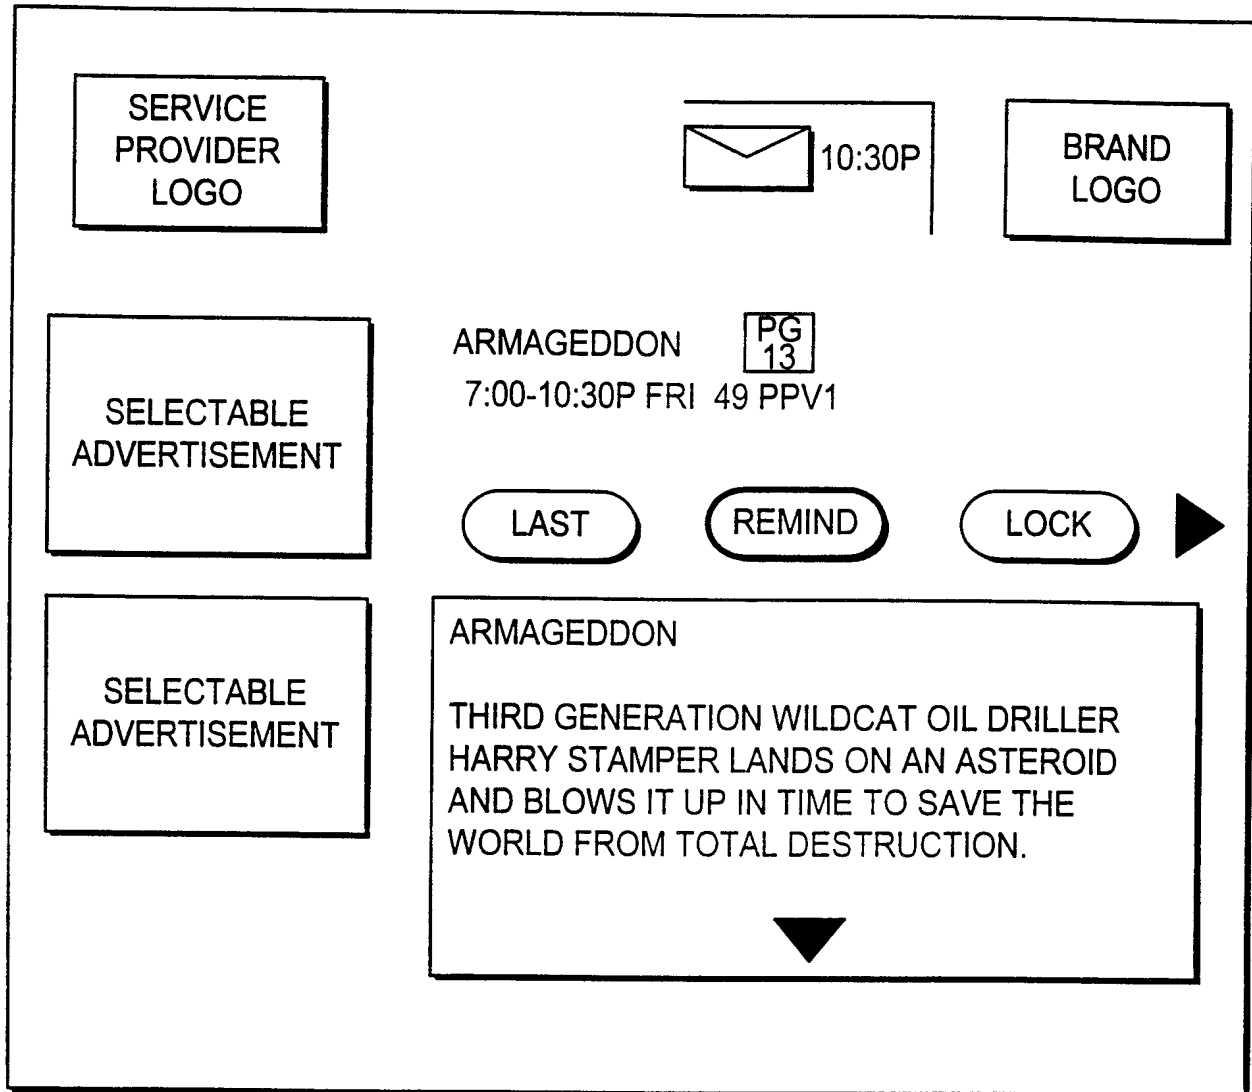 SERVICE
PROVIDER
LOGO
10:30P
BRAND
LOGO
SELECTABLE
ADVERTISEMENT
ARMAGEDDON
PG
13
7:00-10:30P FRI 49 PPV1
LAST
REMIND
LOCK
SELECTABLE
ADVERTISEMENT
ARMAGEDDON
THIRD GENERATION WILDCAT OIL DRILLER
HARRY STAMPER LANDS ON AN ASTEROID
AND BLOWS IT UP IN TIME TO SAVE THE
WORLD FROM TOTAL DESTRUCTION.